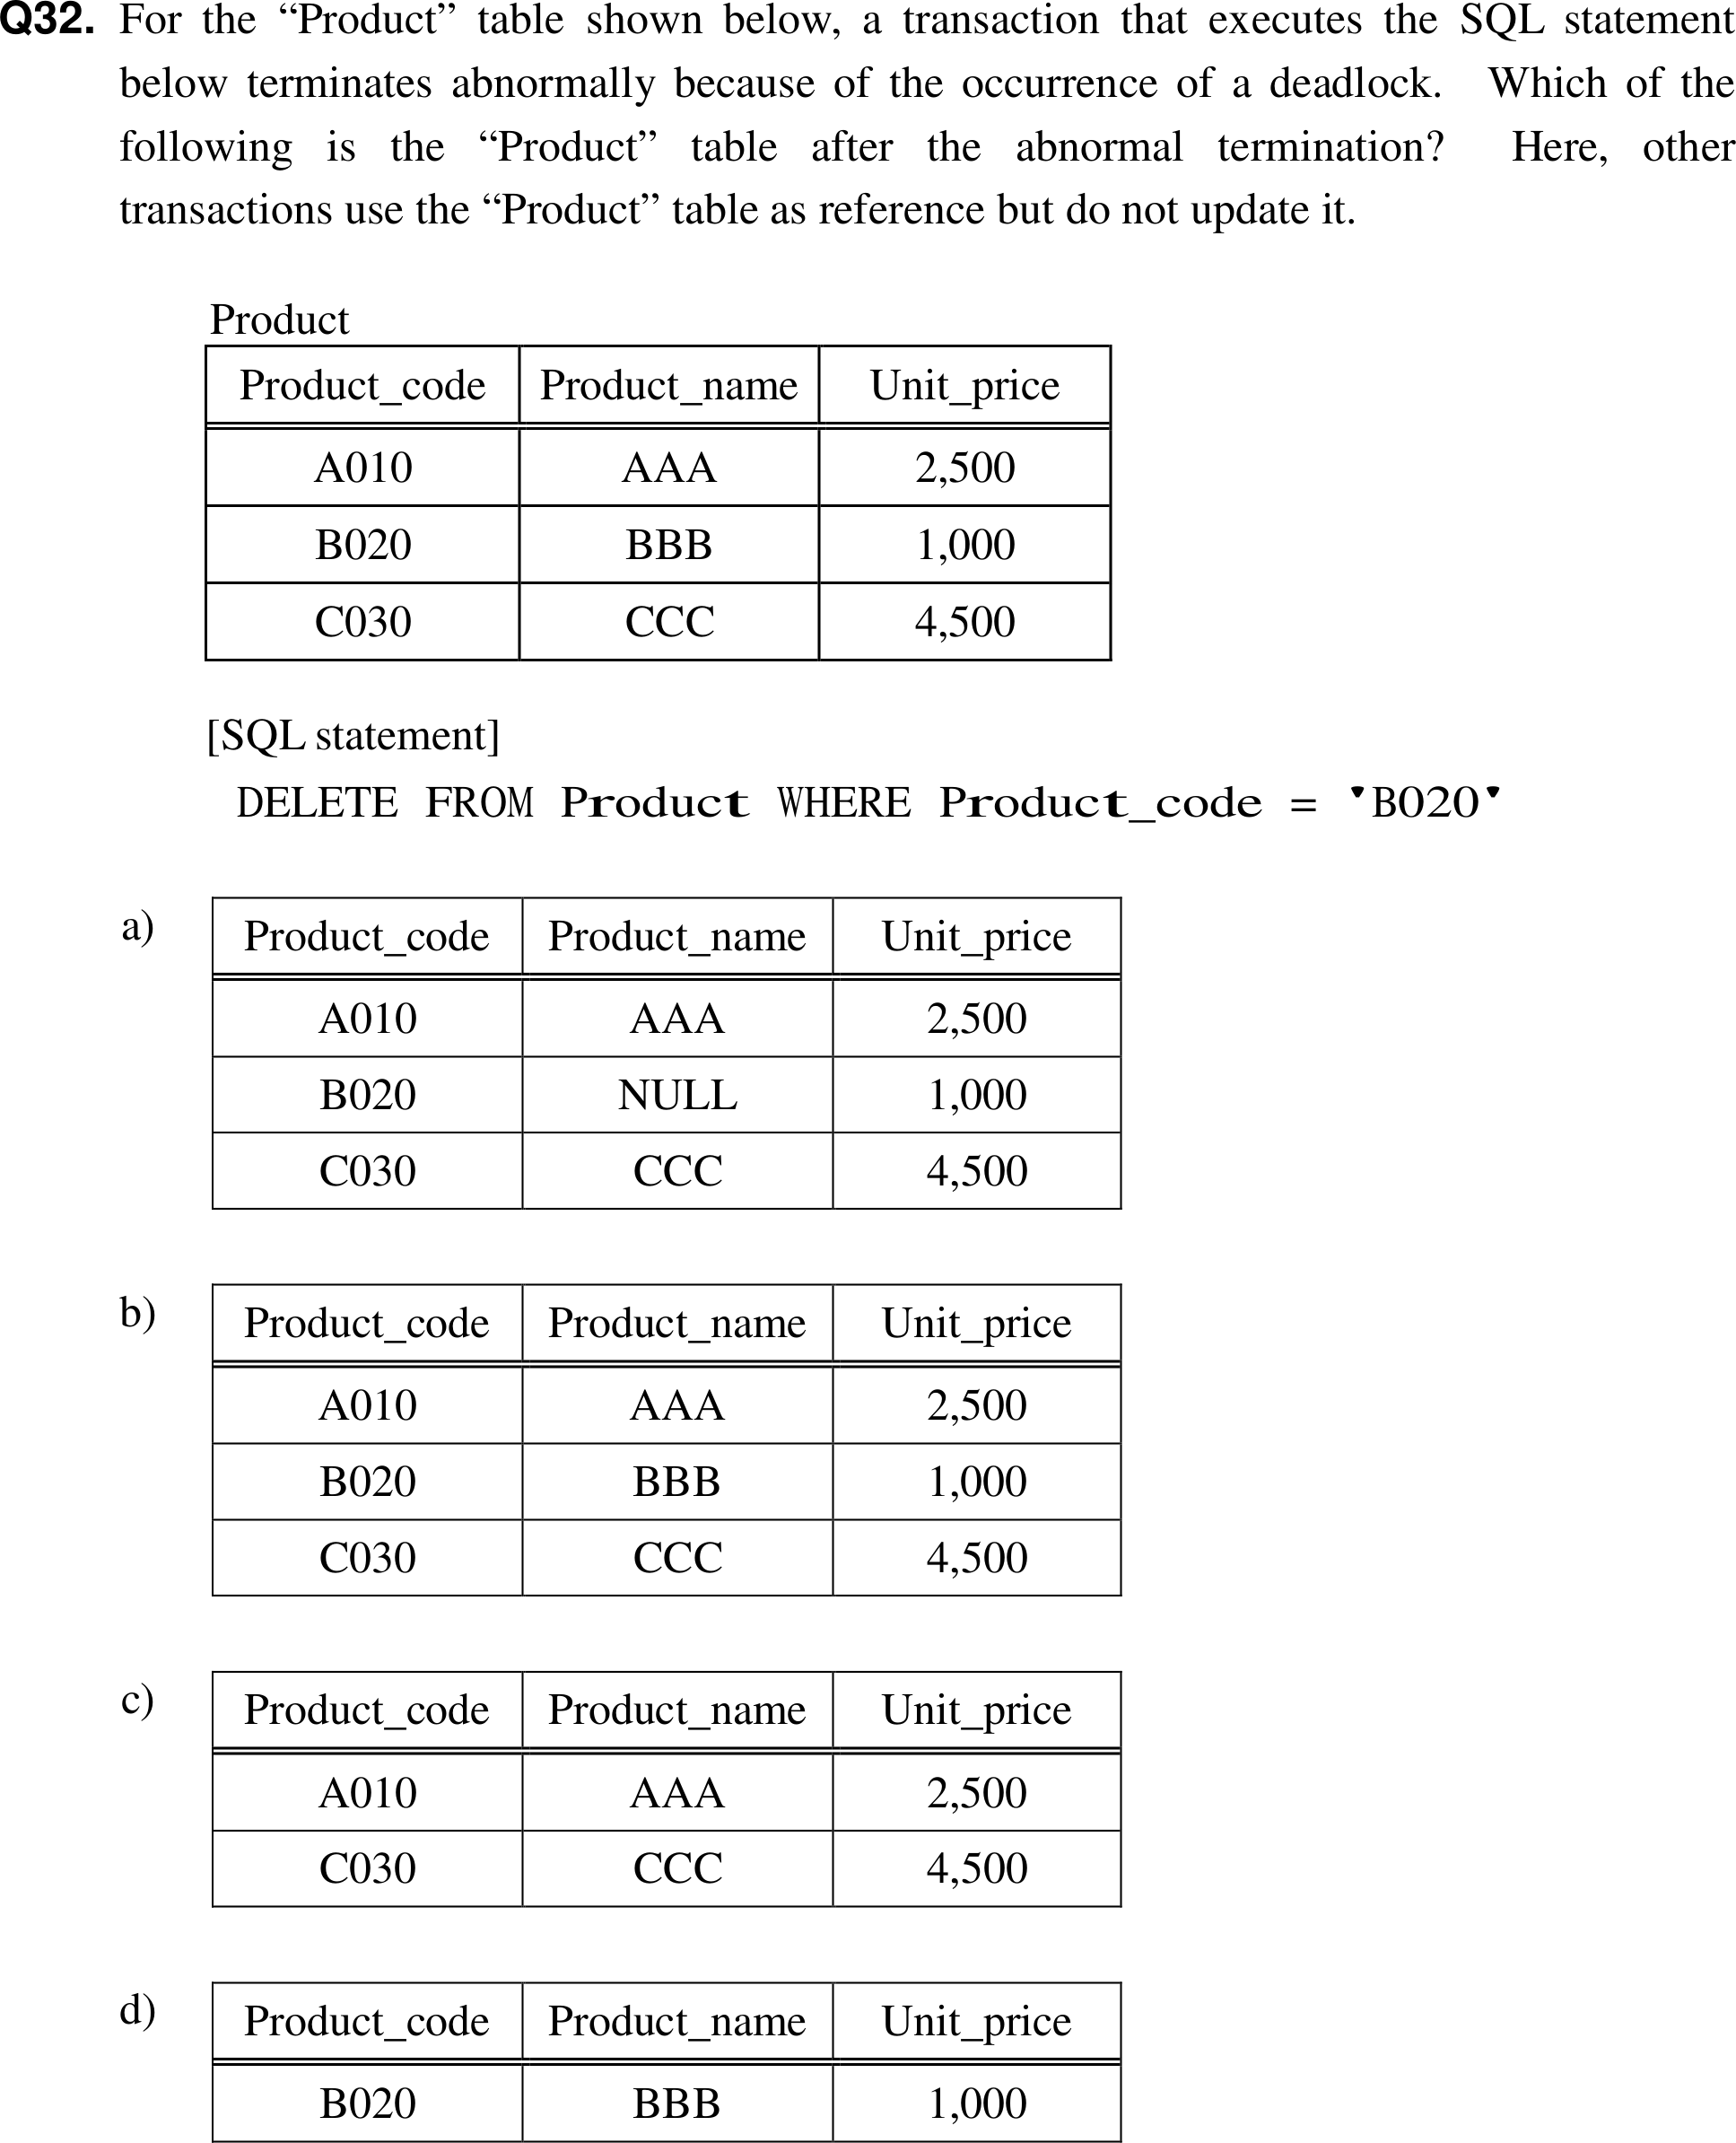 Q32. For the “Product” table shown below, a transaction that executes the SQL statement
below terminates abnormally because of the occurrence of a deadlock. Which of the
following is the “Product” table after the abnormal termination? Here, other
transactions use the “Product” table as reference but do not update it.
Product
Product_code Product_name Unit_price
A010 AAA 2,500
B020 BBB 1,000
C030 CCC 4,500
[SQL statement]
DELETE FROM Product WHERE Product_code = 'B020'
a)
Product_code Product_name Unit_price
A010 AAA 2,500
B020 NULL 1,000
C030 CCC 4,500
b)
Product_code Product_name Unit_price
A010 AAA 2,500
B020 BBB 1,000
C030 CCC 4,500
c)
Product_code Product_name Unit_price
A010 AAA 2,500
C030 CCC 4,500
d)
Product_code Product_name Unit_price
B020 BBB 1,000